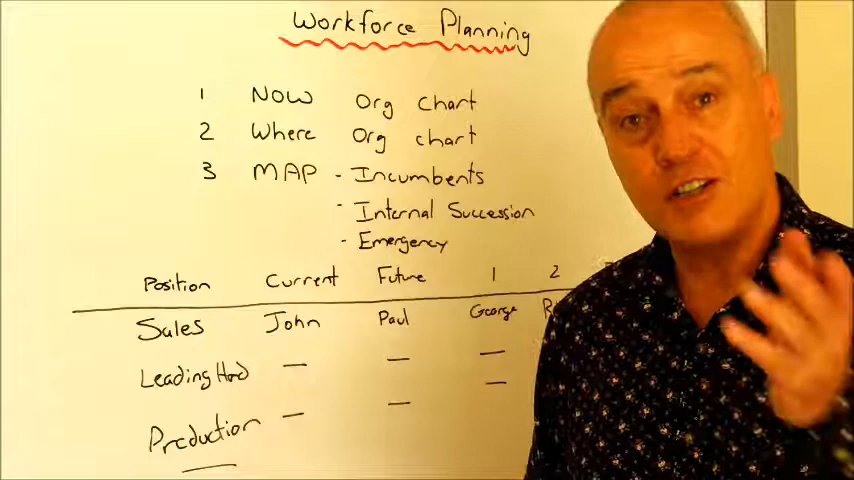 Workforce Planning
1 NOW Org Chart
2 Where Org chart
3 MAP - Incumbents
- Internal Succession
- Emergency
Position Current Future 1 2
Sales John Paul George
Leading Hand — — —
Production — — —